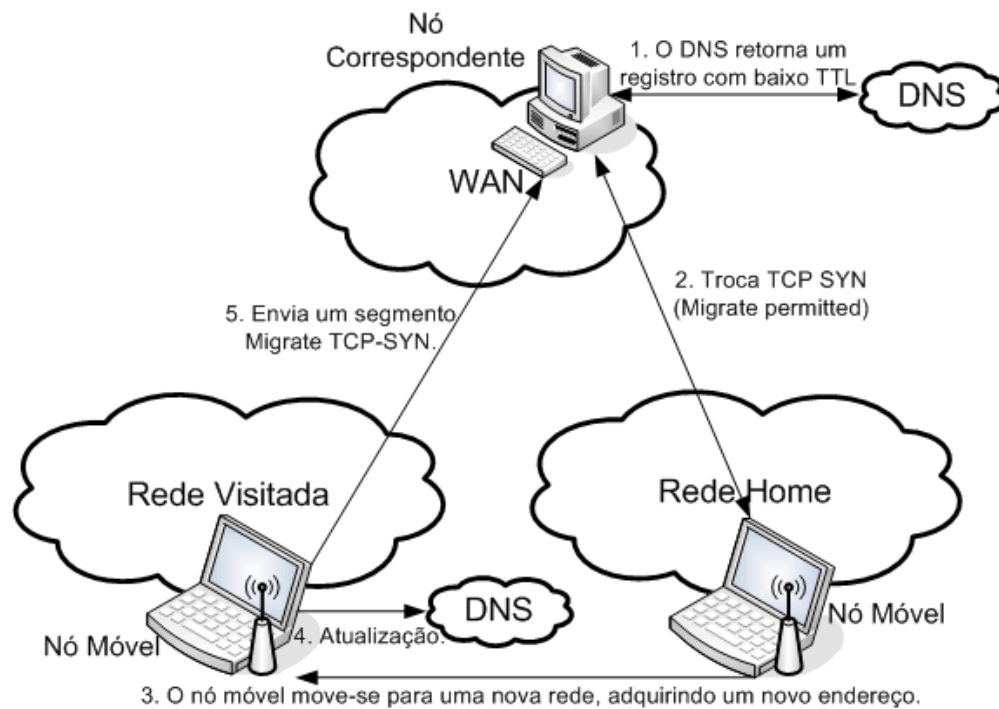 Nó
Correspondente
1. O DNS retorna um
registro com baixo TTL
DNS
WAN
2. Troca TCP SYN
(Migrate permitted)
5. Envia um segmento
Migrate TCP-SYN.
Rede Visitada
Rede Home
DNS
Nó Móvel
4. Atualização.
Nó Móvel
3. O nó móvel move-se para uma nova rede, adquirindo um novo endereço.